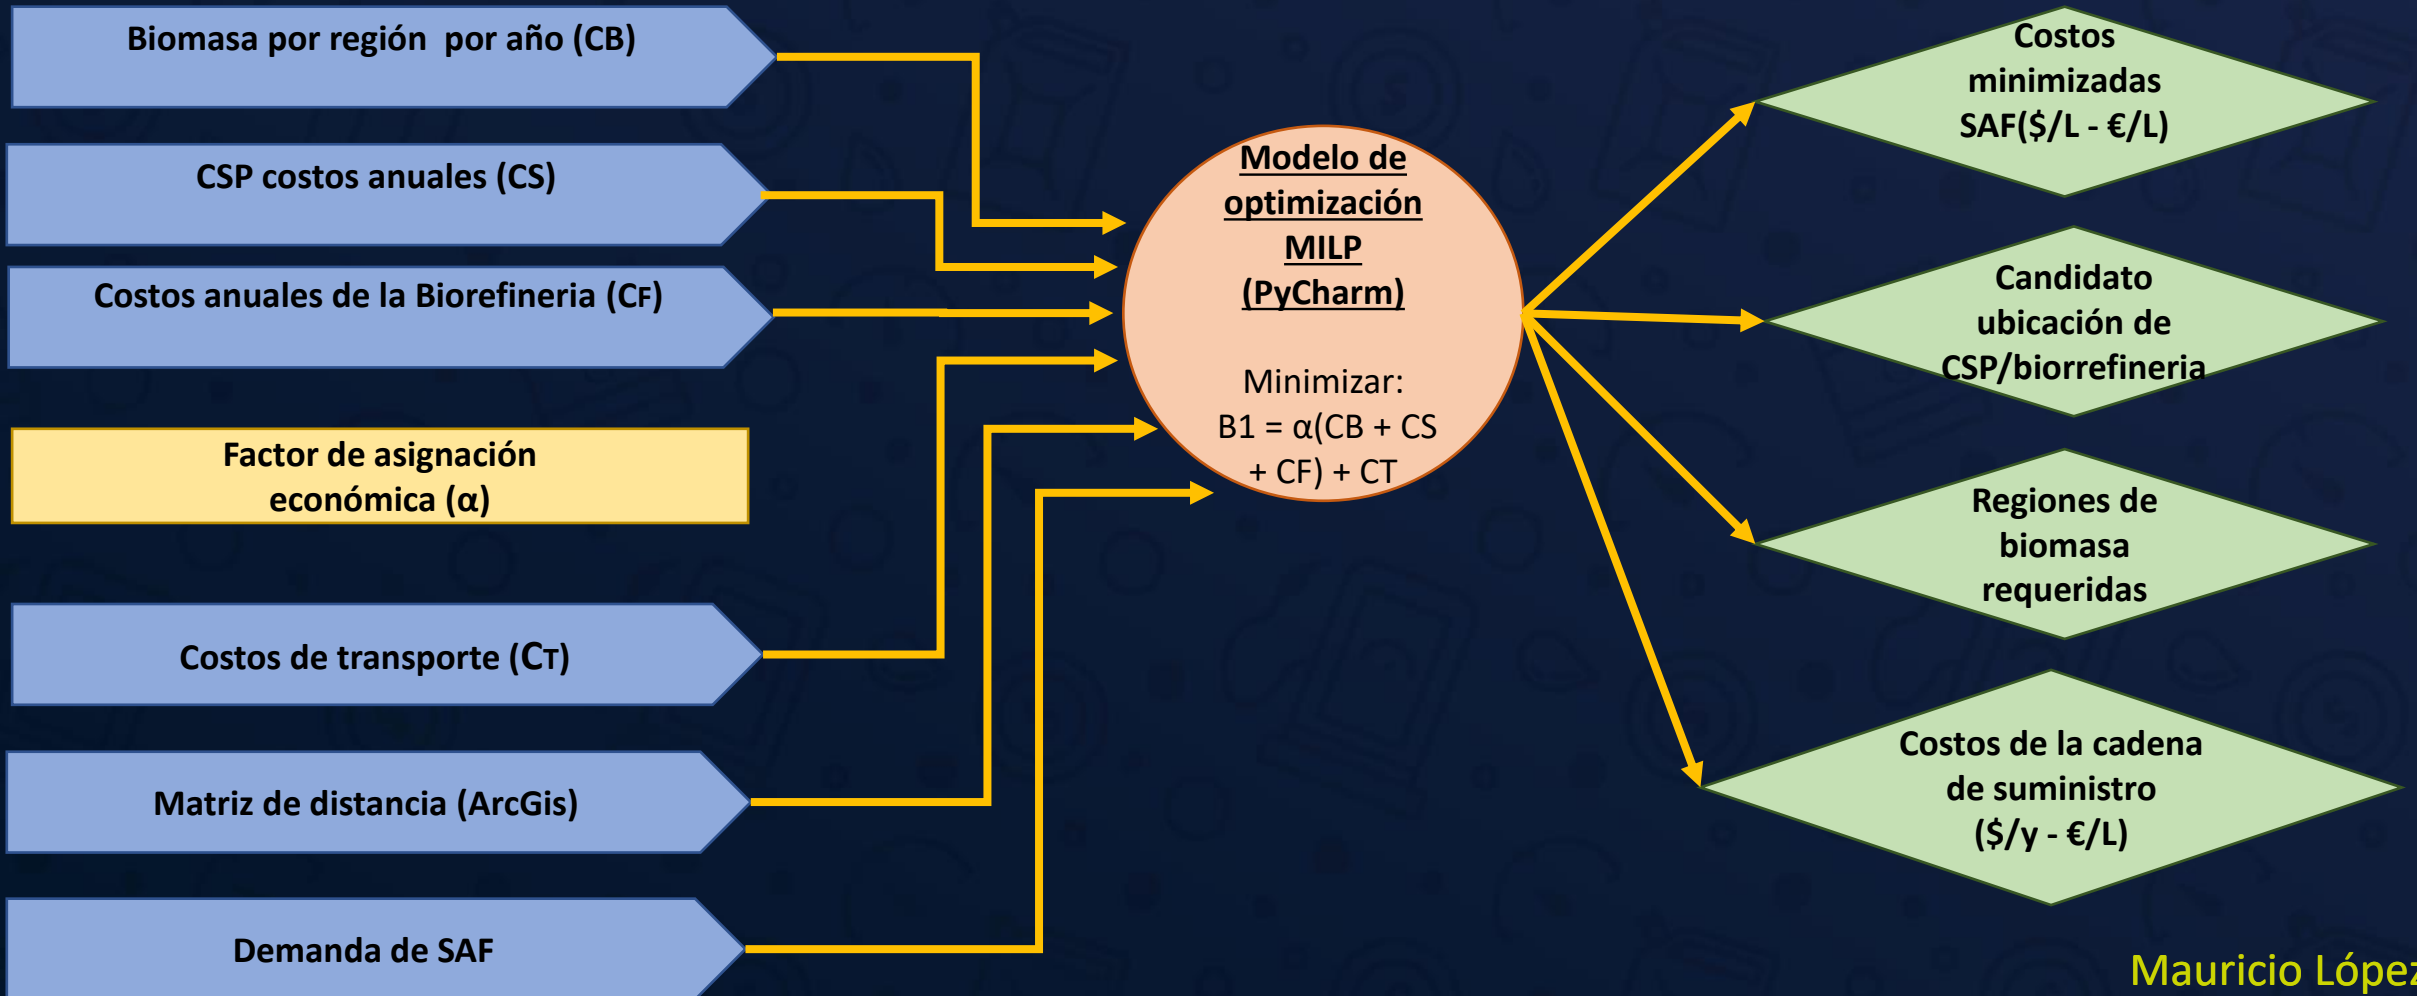 Biomasa por región por año (CB)
CSP costos anuales (CS)
Costos anuales de la Biorefineria (CF)
Factor de asignación
económica (α)
Costos de transporte (CT)
Matriz de distancia (ArcGis)
Demanda de SAF
Modelo de
optimización
MILP
(PyCharm)
Minimizar:
B1 = α(CB + CS
+ CF) + CT
Costos
minimizadas
SAF($/L - €/L)
Candidato
ubicación de
CSP/biorrefineria
Regiones de
biomasa
requeridas
Costos de la cadena
de suministro
($/y - €/L)
Mauricio López